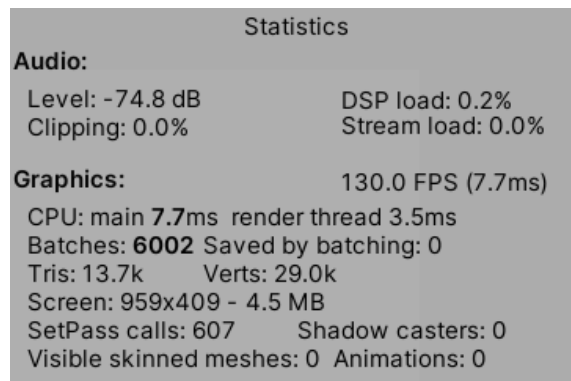 Statistics
Audio:
Level: -74.8 dB DSP load: 0.2%
Clipping: 0.0% Stream load: 0.0%
Graphics: 130.0 FPS (7.7ms)
CPU: main 7.7ms render thread 3.5ms
Batches: 6002 Saved by batching: 0
Tris: 13.7k Verts: 29.0k
Screen: 959x409 - 4.5 MB
SetPass calls: 607 Shadow casters: 0
Visible skinned meshes: 0 Animations: 0